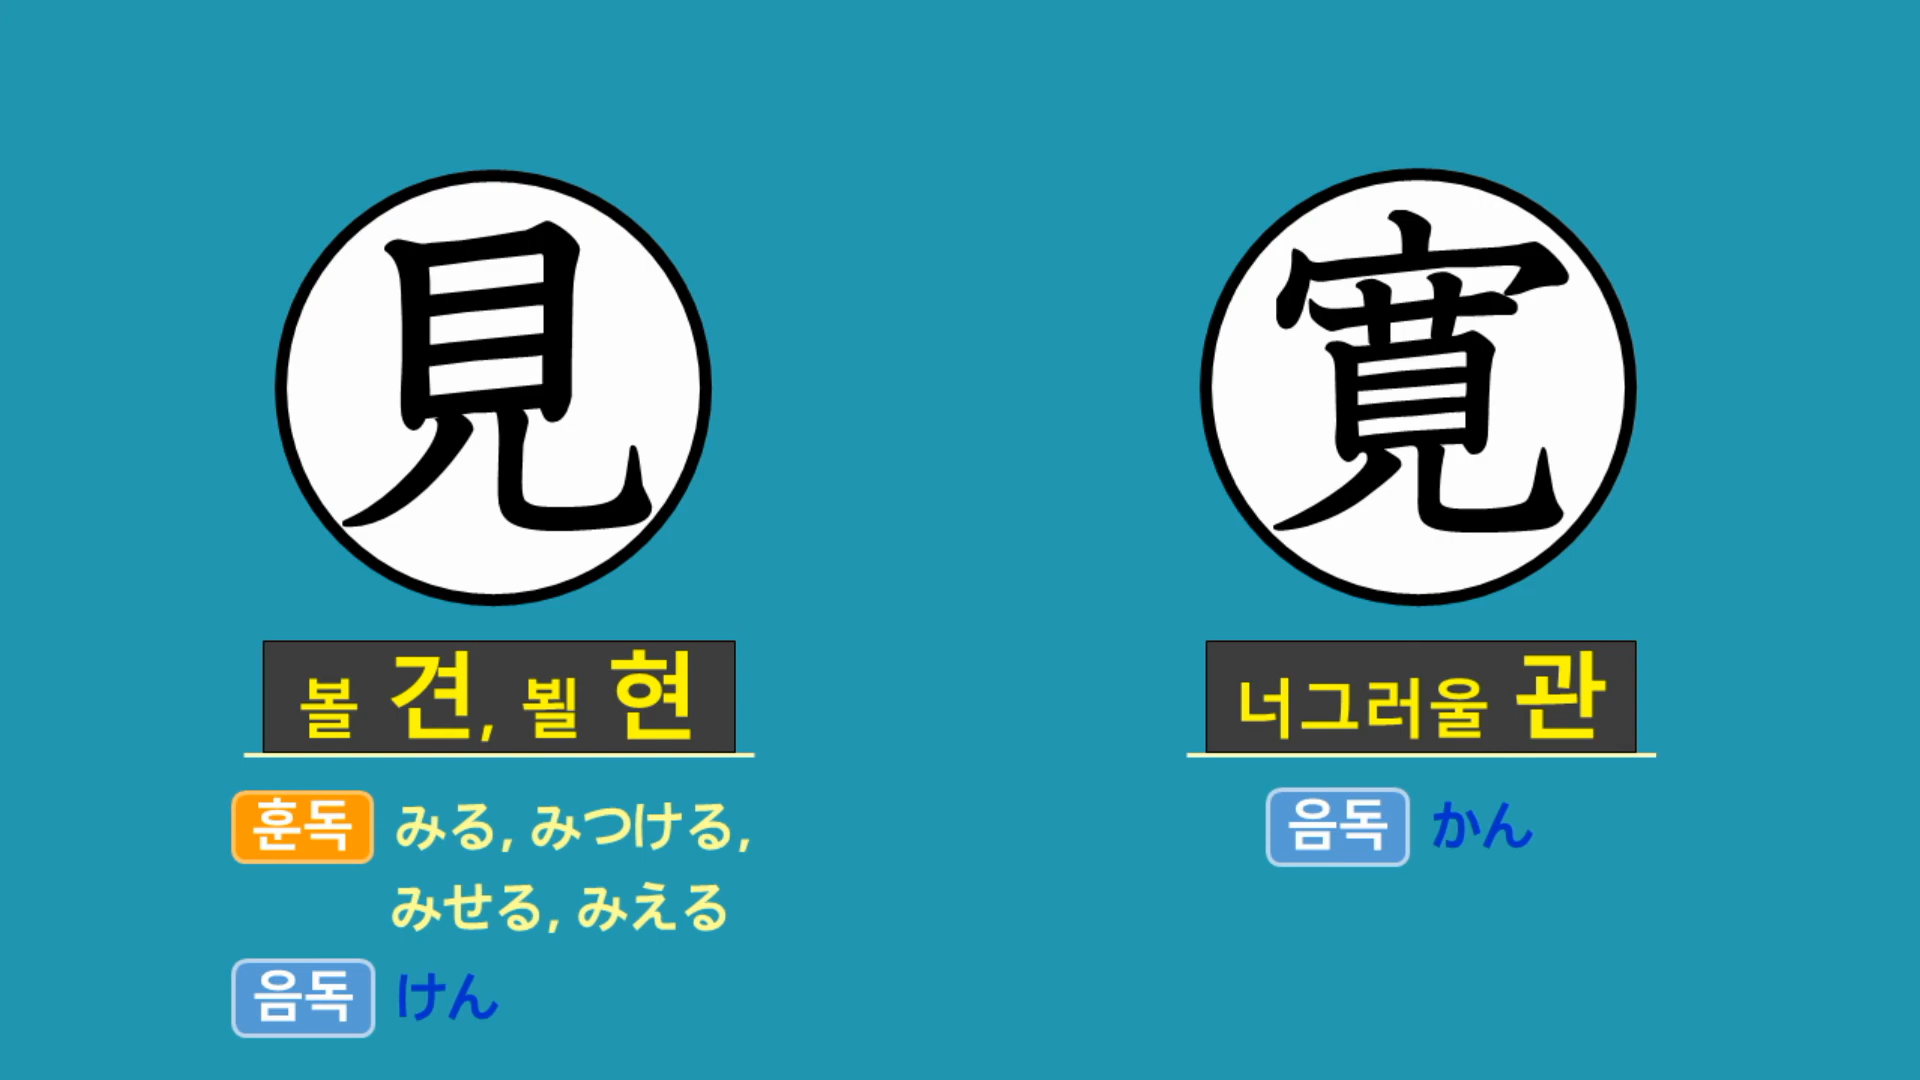 見
볼 견, 뵐 현
훈독 みる, みつける,
みせる, みえる
음독 けん
寛
너그러울 관
음독 かん